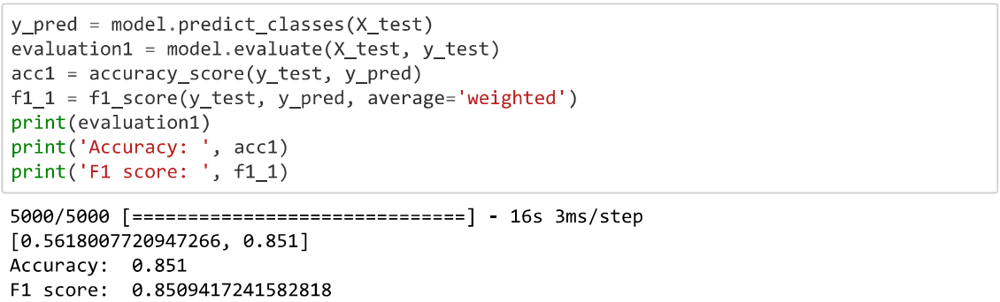 y_pred = model.predict_classes(X_test)
evaluation1 = model.evaluate(X_test, y_test)
acc1 = accuracy_score(y_test, y_pred)
f1_1 = f1_score(y_test, y_pred, average='weighted')
print(evaluation1)
print('Accuracy: ', acc1)
print('F1 score: ', f1_1)
5000/5000 [==============================] - 16s 3ms/step
[0.5618007720947266, 0.851]
Accuracy:  0.851
F1 score:  0.8509417241582818